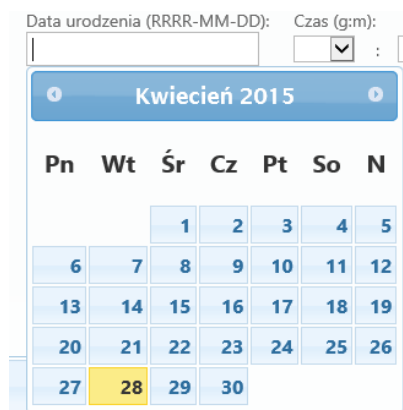 Data urodzenia (RRRR-MM-DD): Czas (g:m):
:
Kwiecień 2015
Pn Wt Śr Cz Pt So N
1 2 3 4 5
6 7 8 9 10 11 12
13 14 15 16 17 18 19
20 21 22 23 24 25 26
27 28 29 30